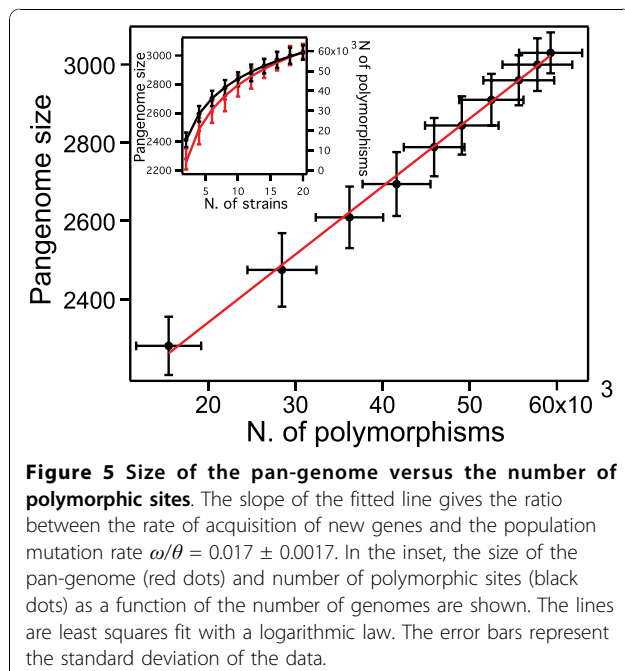 3000
2800
2600
2400
Pangenome size
3000
2800
2600
2400
2200
Pangenome size
60x10 3
50
40
30
20
10
0
N. of polymorphisms
5 10 15 20
N. of strains
20 30 40 50 60x10 3
N. of polymorphisms
Figure 5 Size of the pan-genome versus the number of
polymorphic sites. The slope of the fitted line gives the ratio
between the rate of acquisition of new genes and the population
mutation rate ω/θ = 0.017 ± 0.0017. In the inset, the size of the
pan-genome (red dots) and number of polymorphic sites (black
dots) as a function of the number of genomes are shown. The lines
are least squares fit with a logarithmic law. The error bars represent
the standard deviation of the data.